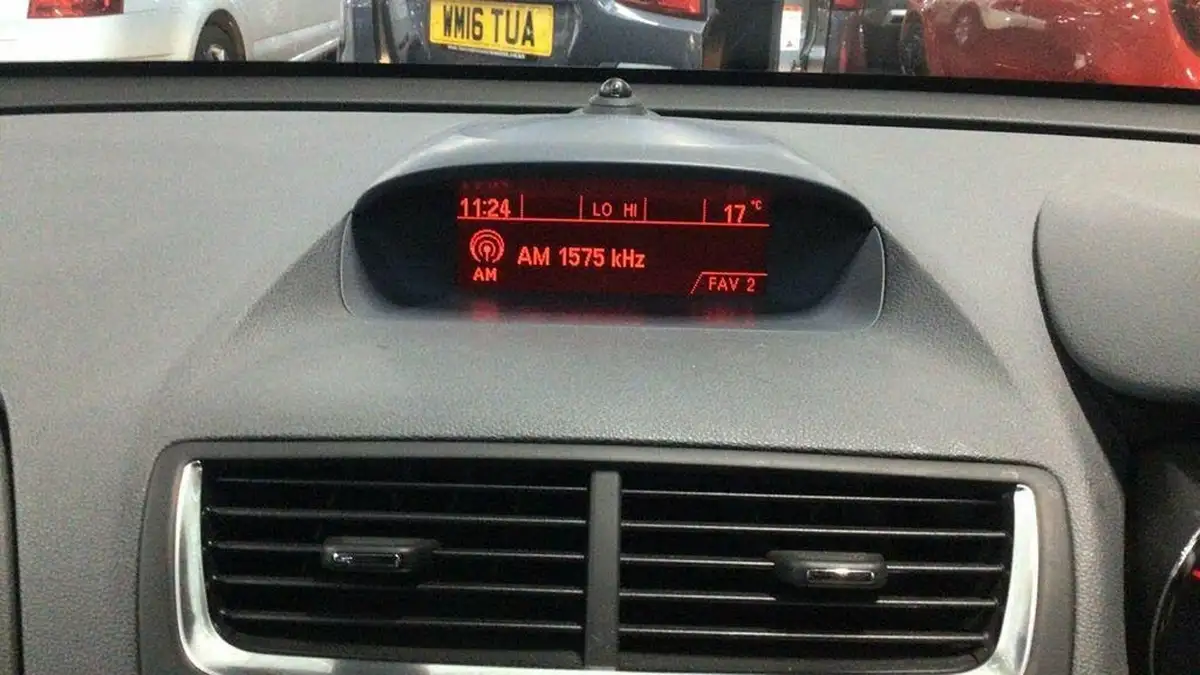 WM16 TUA
11:24
LO HI
17 °C
AM 1575 kHz
AM
FAV 2